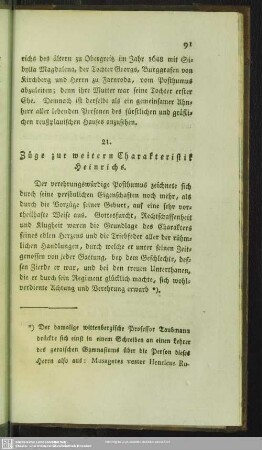 91
richs des ältern zu Obergreitz im Jahr 1648 mit Si-
bylla Magdalena, der Tochter Georgs, Burggrafen von
Kirchberg und Herrn zu Farnroda, vom Posthumus
abzuleiten; denn ihre Mutter war seine Tochter erster
Ehe. Demnach ist derselbe als ein gemeinsamer Ahn-
herr aller lebenden Personen des fürstlichen und gräfli-
chen reußplauischen Hauses anzusehen.
21.
Züge zur weitern Charakteristik
Heinrichs.
Der verehrungswürdige Posthumus zeichnete sich
durch seine persönlichen Eigenschaften noch mehr, als
durch die Vorzüge seiner Geburt, auf eine sehr vor-
theilhafte Weise aus. Gottesfurcht, Rechtschaffenheit
und Klugheit waren die Grundlage des Charakters
seines edlen Herzens und die Triebfeder aller der rühm-
lichen Handlungen, durch welche er unter seinen Zeit-
genossen von jeder Gattung, bey dem Geschlechte, des-
sen Zierde er war, und bei den treuen Unterthanen,
die er durch sein Regiment glücklich machte, sich wohl-
verdiente Achtung und Verehrung erwarb *).
*) Der damalige wittenbergische Professor Taubmann
drückte sich einst in einem Schreiben an einen Lehrer
des geraischen Gymnasiums über die Person dieses
Herrn also aus: Musagetes voster Henricus Ru-